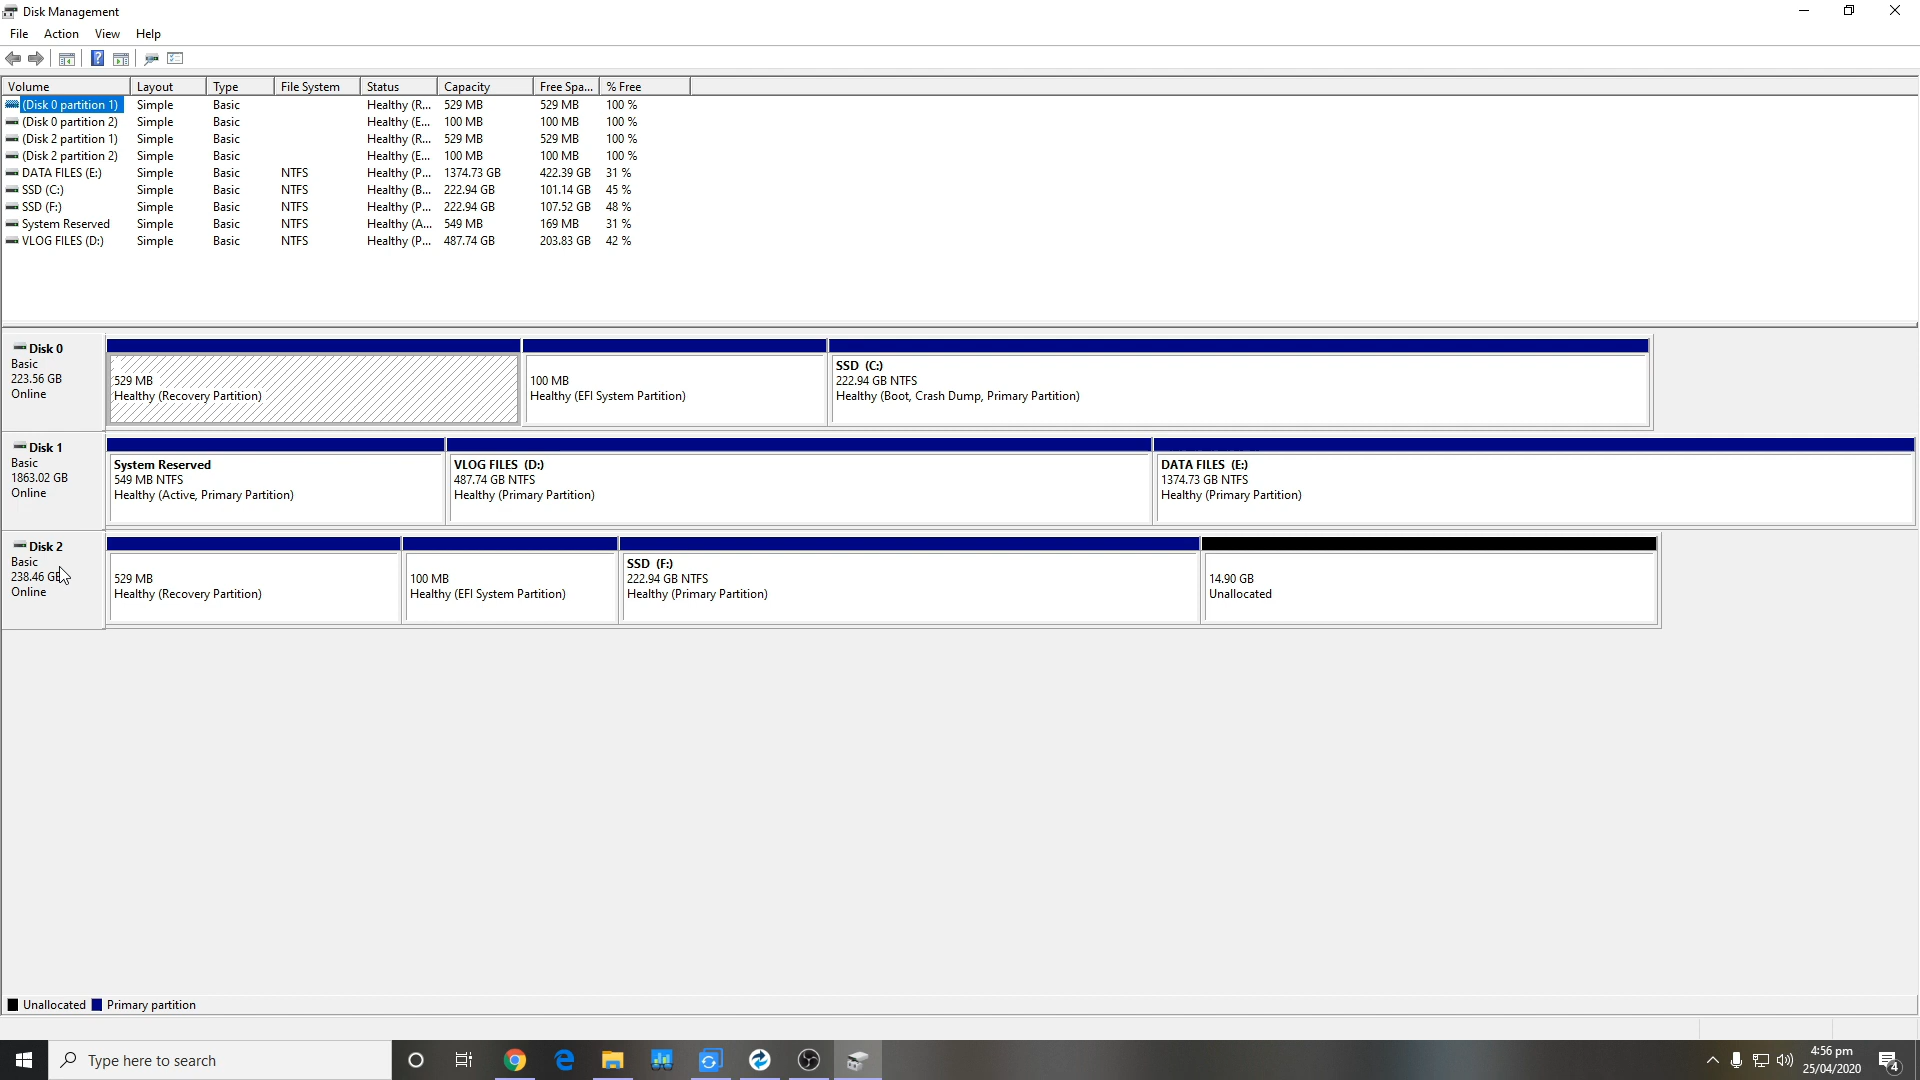 Disk Management
File Action View Help
Volume Layout Type File System Status Capacity Free Spa... % Free
(Disk 0 partition 1) Simple Basic Healthy (R... 529 MB 529 MB 100 %
(Disk 0 partition 2) Simple Basic Healthy (E... 100 MB 100 MB 100 %
(Disk 2 partition 1) Simple Basic Healthy (R... 529 MB 529 MB 100 %
(Disk 2 partition 2) Simple Basic Healthy (E... 100 MB 100 MB 100 %
DATA FILES (E:) Simple Basic NTFS Healthy (P... 1374.73 GB 422.39 GB 31 %
SSD (C:) Simple Basic NTFS Healthy (B... 222.94 GB 101.14 GB 45 %
SSD (F:) Simple Basic NTFS Healthy (P... 222.94 GB 107.52 GB 48 %
System Reserved Simple Basic NTFS Healthy (A... 549 MB 169 MB 31 %
VLOG FILES (D:) Simple Basic NTFS Healthy (P... 487.74 GB 203.83 GB 42 %
Disk 0
Basic
223.56 GB
Online
529 MB
Healthy (Recovery Partition)
100 MB
Healthy (EFI System Partition)
SSD (C:)
222.94 GB NTFS
Healthy (Boot, Crash Dump, Primary Partition)
Disk 1
Basic
1863.02 GB
Online
System Reserved
549 MB NTFS
Healthy (Active, Primary Partition)
VLOG FILES (D:)
487.74 GB NTFS
Healthy (Primary Partition)
DATA FILES (E:)
1374.73 GB NTFS
Healthy (Primary Partition)
Disk 2
Basic
238.46 GB
Online
529 MB
Healthy (Recovery Partition)
100 MB
Healthy (EFI System Partition)
SSD (F:)
222.94 GB NTFS
Healthy (Primary Partition)
14.90 GB
Unallocated
Unallocated Primary partition
Type here to search
4:56 pm
25/04/2020
4